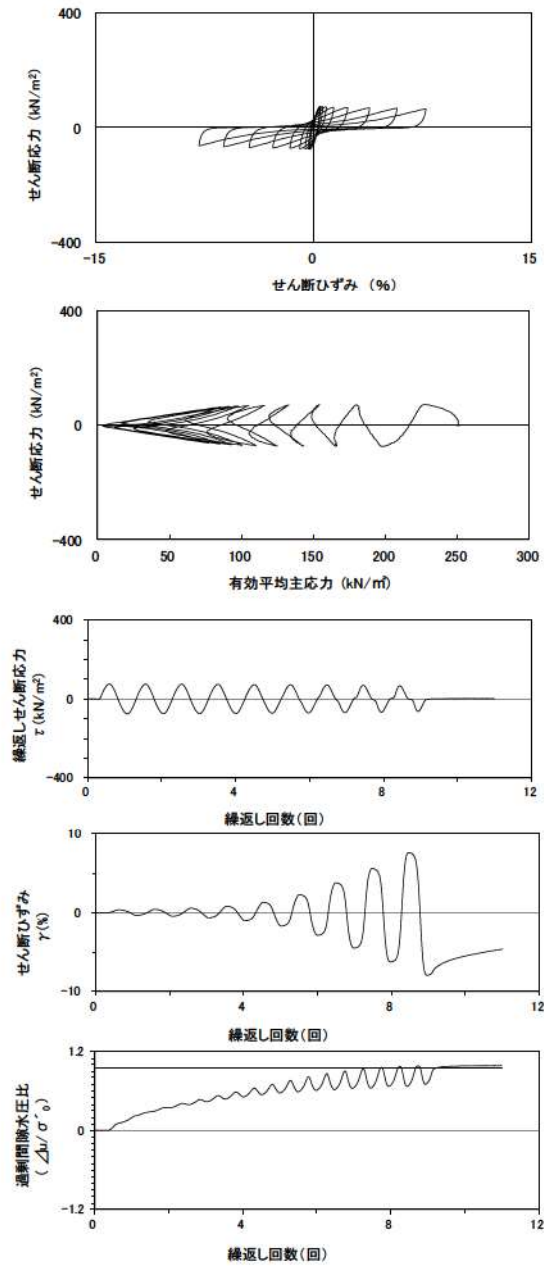 400
0
-400
せん断応力 (kN/m²)
-15
0
15
せん断ひずみ (%)
400
0
-400
せん断応力 (kN/m²)
0
50
100
150
200
250
300
有効平均主応力 (kN/㎡)
400
0
-400
繰返しせん断応力
τ(kN/m²)
0
4
8
12
繰返し回数(回)
10
0
-10
せん断ひずみ
γ(%)
0
4
8
12
繰返し回数(回)
1.2
0
-1.2
過剰間隙水圧比
(⊿u/σ´₀)
0
4
8
12
繰返し回数(回)